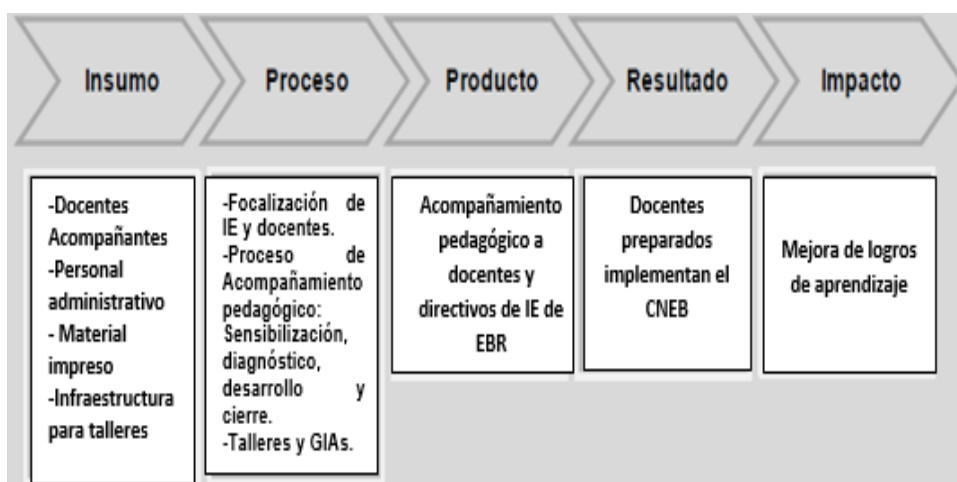 Insumo
Proceso
Producto
Resultado
Impacto
-Docentes
Acompañantes
-Personal
administrativo
- Material
impreso
-Infraestructura
para talleres
-Focalización de
IE y docentes.
-Proceso de
Acompañamiento
pedagógico:
Sensibilización,
diagnóstico,
desarrollo y
cierre.
-Talleres y GIAs.
Acompañamiento
pedagógico a
docentes y
directivos de IE de
EBR
Docentes
preparados
implementan el
CNEB
Mejora de logros
de aprendizaje